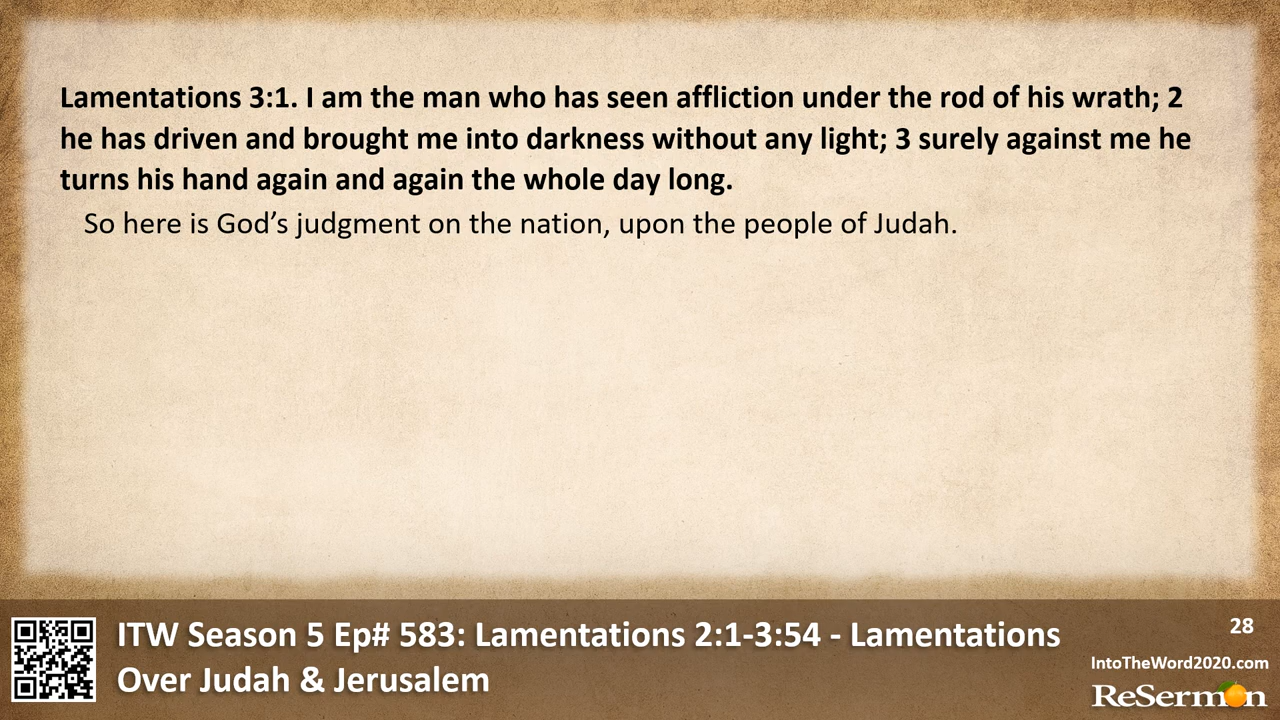 Lamentations 3:1. I am the man who has seen affliction under the rod of his wrath; 2
he has driven and brought me into darkness without any light; 3 surely against me he
turns his hand again and again the whole day long.
So here is God’s judgment on the nation, upon the people of Judah.
ITW Season 5 Ep# 583: Lamentations 2:1-3:54 - Lamentations
Over Judah & Jerusalem
28
IntoTheWord2020.com
ReSermon